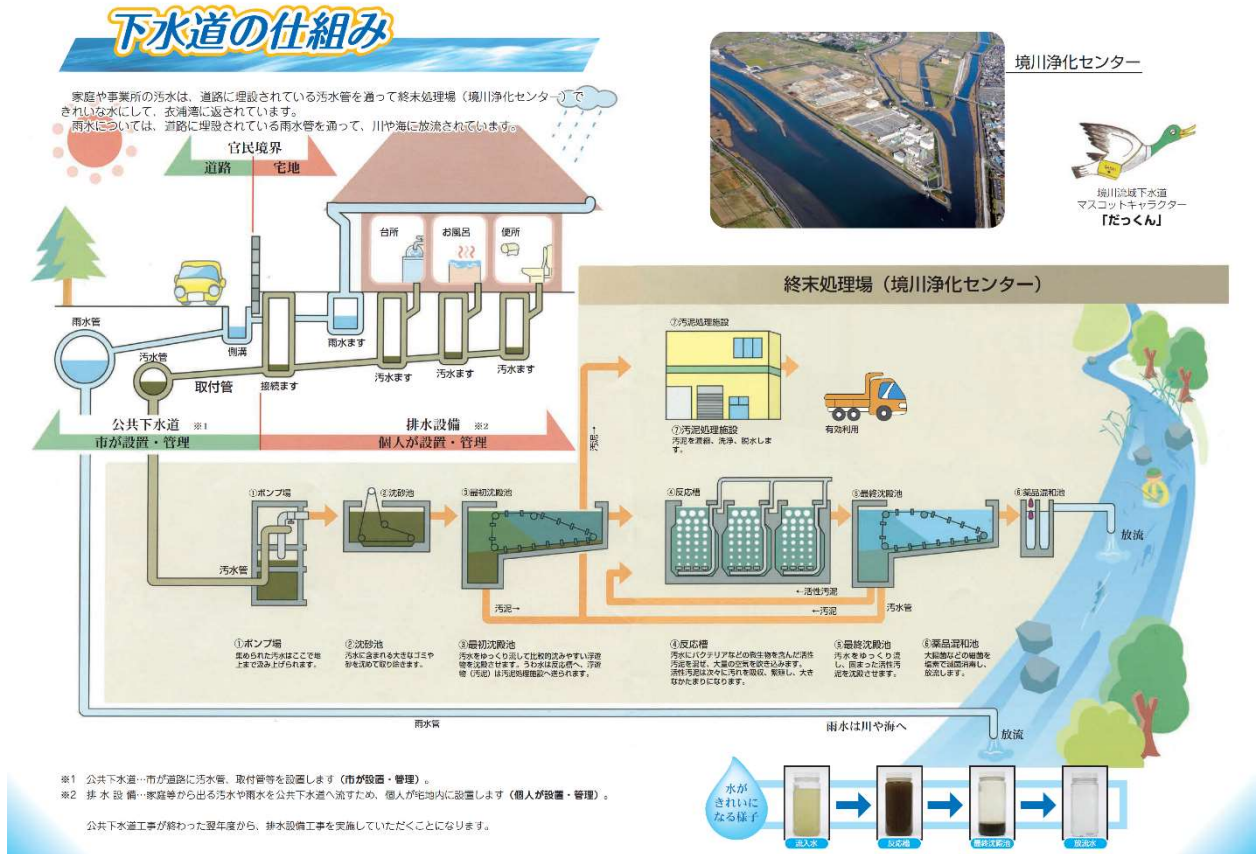 下水道の仕組み
家庭や事業所の汚水は、道路に埋設されている汚水管を通って終末処理場（境川浄化センター）で
きれいな水にして、衣浦湾に返されています。
雨水については、道路に埋設されている雨水管を通って、川や海に放流されています。
境川浄化センター
境川流域下水道
マスコットキャラクター
「だっくん」
官民境界
道路
宅地
台所
お風呂
便所
雨水管
側溝
雨水ます
汚水管
取付管
接続ます
汚水ます
汚水ます
汚水ます
公共下水道 ※1
市が設置・管理
排水設備 ※2
個人が設置・管理
終末処理場（境川浄化センター）
⑦汚泥処理施設
⑦汚泥処理施設
汚泥を濃縮、洗浄、脱水しま
す。
有効利用
汚泥→
①ポンプ場
②沈砂池
③最初沈殿池
④反応槽
⑤最終沈殿池
⑥薬品混和池
放流
汚水管
汚泥→
←活性汚泥
←汚泥
汚水管
①ポンプ場
集められた汚水はここで地
上まで汲み上げられます。
②沈砂池
汚水に含まれる大きなゴミや
砂を沈めて取り除きます。
③最初沈殿池
汚水をゆっくり流して比較的沈みやすい浮遊
物を沈殿させます。うわ水は反応槽へ、浮遊
物（汚泥）は汚泥処理施設へ送られます。
④反応槽
汚水にバクテリアなどの微生物を含んだ活性
汚泥を混ぜ、大量の空気を吹き込みます。
活性汚泥は次々に汚れを吸収、繁殖し、大き
なかたまりになります。
⑤最終沈殿池
汚水をゆっくり流
し、固まった活性汚
泥を沈殿させます。
⑥薬品混和池
大腸菌などの細菌を
塩素で滅菌消毒し、
放流します。
雨水管
雨水は川や海へ
放流
※1 公共下水道…市が道路に汚水管、取付管等を設置します（市が設置・管理）。
※2 排水設備…家庭等から出る汚水や雨水を公共下水道へ流すため、個人が宅地内に設置します（個人が設置・管理）。
公共下水道工事が終わった翌年度から、排水設備工事を実施していただくことになります。
水が
きれいに
なる様子
流入水
反応槽
最終沈殿池
放流水